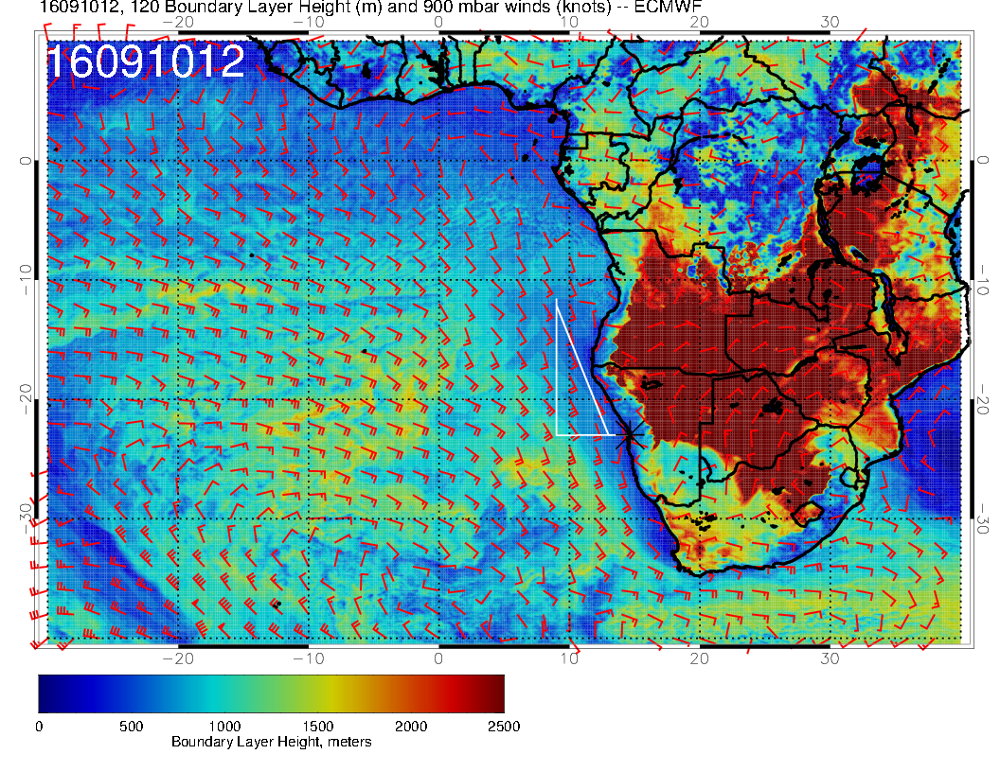 16091012, 120 Boundary Layer Height (m) and 900 mbar winds (knots) -- ECMWF
−20 −10 0 10 20 30
16091012
0 0
−10 −10
−20 −20
−30 −30
−20 −10 0 10 20 30
0 500 1000 1500 2000 2500
Boundary Layer Height, meters